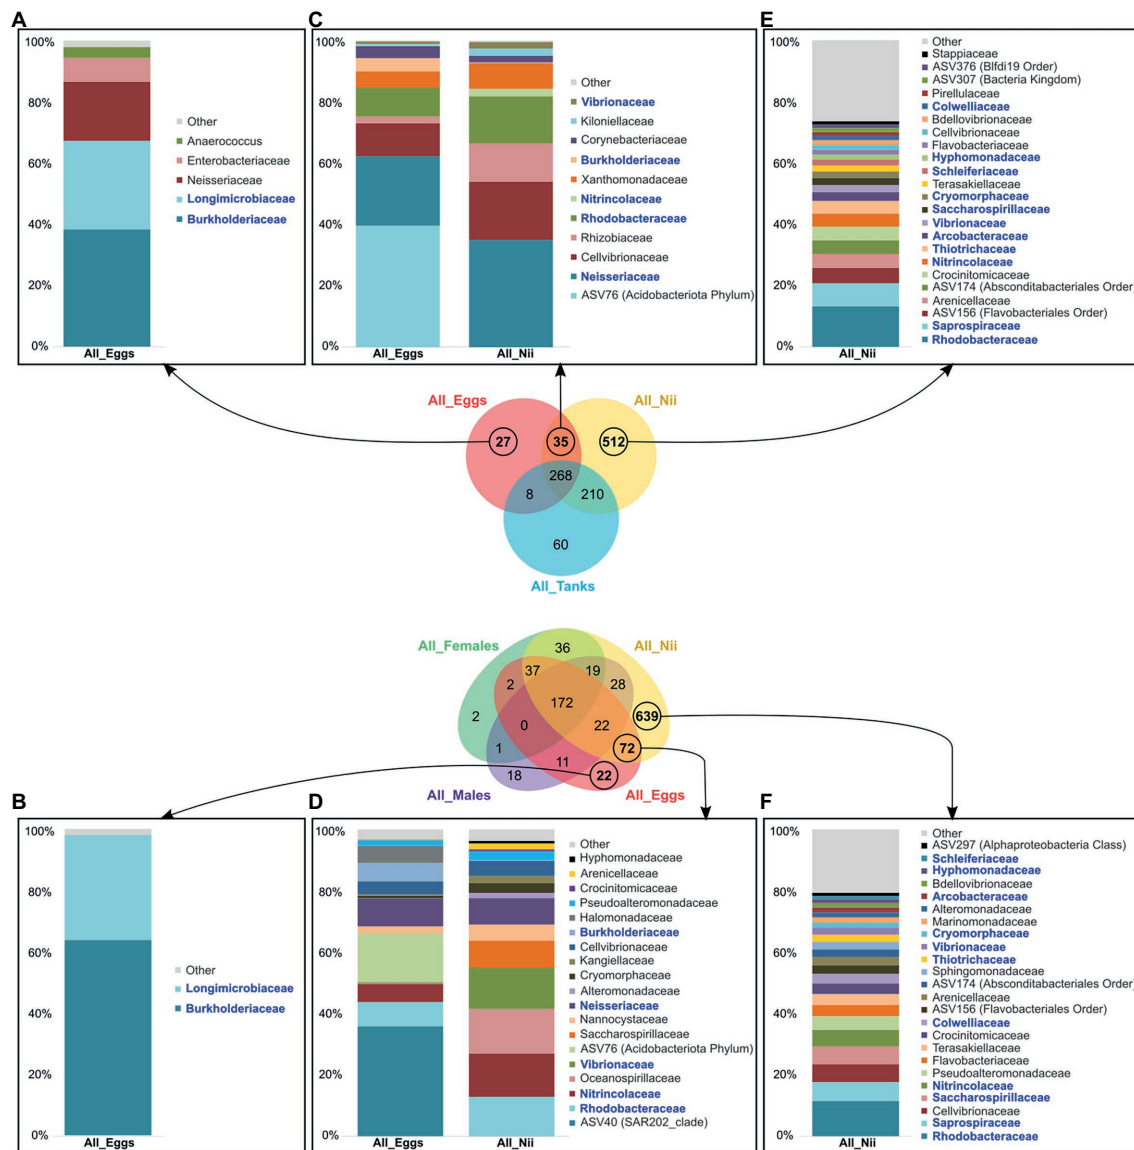 A
100%
80%
60%
40%
20%
0%
All_Eggs
Other
Anaerococcus
Enterobacteriaceae
Neisseriaceae
Longimicrobiaceae
Burkholderiaceae
C
100%
80%
60%
40%
20%
0%
All_Eggs
All_Nii
Other
Vibrionaceae
Kiloniellaceae
Corynebacteriaceae
Burkholderiaceae
Xanthomonadaceae
Nitrincolaceae
Rhodobacteraceae
Rhizobiaceae
Cellvibrionaceae
Neisseriaceae
ASV76 (Acidobacteriota Phylum)
E
100%
80%
60%
40%
20%
0%
All_Nii
Other
Stappiaceae
ASV376 (Blfdi19 Order)
ASV307 (Bacteria Kingdom)
Pirellulaceae
Colwelliaceae
Bdellovibrionaceae
Cellvibrionaceae
Flavobacteriaceae
Hyphomonadaceae
Schleiferiaceae
Terasakiellaceae
Cryomorphaceae
Saccharospirillaceae
Vibrionaceae
Arcobacteraceae
Thiotrichaceae
Nitrincolaceae
Crocinitomicaceae
ASV174 (Absconditabacteriales Order)
Arenicellaceae
ASV156 (Flavobacteriales Order)
Saprospiraceae
Rhodobacteraceae
All_Eggs
All_Nii
27
35
512
268
8
210
60
All_Tanks
All_Females
All_Nii
36
37
19
2
28
172
2
0
22
639
1
72
11
18
22
All_Males
All_Eggs
B
100%
80%
60%
40%
20%
0%
All_Eggs
Other
Longimicrobiaceae
Burkholderiaceae
D
100%
80%
60%
40%
20%
0%
All_Eggs
All_Nii
Other
Hyphomonadaceae
Arenicellaceae
Crocinitomicaceae
Pseudoalteromonadaceae
Halomonadaceae
Burkholderiaceae
Cellvibrionaceae
Kangiellaceae
Cryomorphaceae
Alteromonadaceae
Neisseriaceae
Nannocystaceae
Saccharospirillaceae
ASV76 (Acidobacteriota Phylum)
Vibrionaceae
Oceanospirillaceae
Nitrincolaceae
Rhodobacteraceae
ASV40 (SAR202_clade)
F
100%
80%
60%
40%
20%
0%
All_Nii
Other
ASV297 (Alphaproteobacteria Class)
Schleiferiaceae
Hyphomonadaceae
Bdellovibrionaceae
Arcobacteraceae
Alteromonadaceae
Marinomonadaceae
Cryomorphaceae
Vibrionaceae
Thiotrichaceae
Sphingomonadaceae
ASV174 (Absconditabacteriales Order)
Arenicellaceae
ASV156 (Flavobacteriales Order)
Colwelliaceae
Crocinitomicaceae
Terasakiellaceae
Flavobacteriaceae
Pseudoalteromonadaceae
Nitrincolaceae
Saccharospirillaceae
Cellvibrionaceae
Saprospiraceae
Rhodobacteraceae